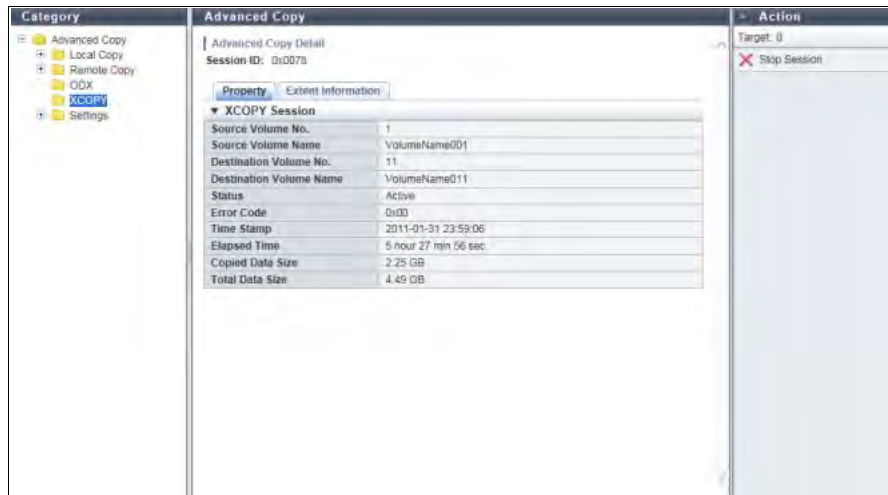 Category
Advanced Copy
Local Copy
Remote Copy
ODX
XCOPY
Settings
Advanced Copy
Advanced Copy Detail
Session ID: 0x0078
Property Extent Information
▼ XCOPY Session
Source Volume No. 1
Source Volume Name VolumeName001
Destination Volume No. 11
Destination Volume Name VolumeName011
Status Active
Error Code 0x00
Time Stamp 2011-01-31 23:59:06
Elapsed Time 5 hour 27 min 56 sec
Copied Data Size 2.25 GB
Total Data Size 4.49 GB
Action
Target: 0
Stop Session